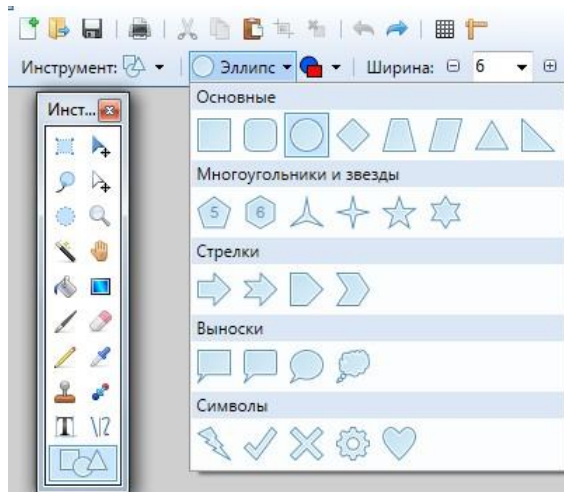 Инструмент: Эллипс Ширина: 6
Инст...
Основные
Многоугольники и звезды
5 6
Стрелки
Выноски
Символы
T